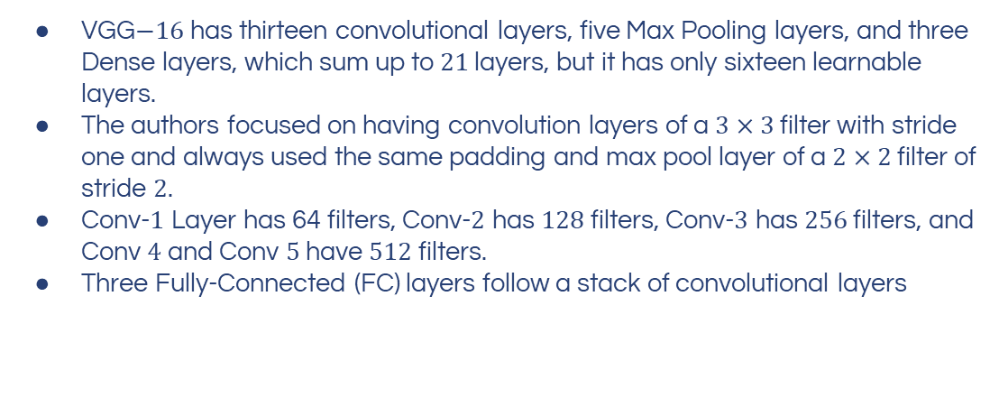 ● VGG–16 has thirteen convolutional layers, five Max Pooling layers, and three
Dense layers, which sum up to 21 layers, but it has only sixteen learnable
layers.
● The authors focused on having convolution layers of a 3 × 3 filter with stride
one and always used the same padding and max pool layer of a 2 × 2 filter of
stride 2.
● Conv-1 Layer has 64 filters, Conv-2 has 128 filters, Conv-3 has 256 filters, and
Conv 4 and Conv 5 have 512 filters.
● Three Fully-Connected (FC) layers follow a stack of convolutional layers